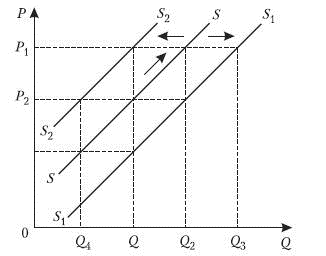 P S₂ S S₁
P₁
P₂
S₂
S
S₁
0 Q₄ Q Q₂ Q₃ Q